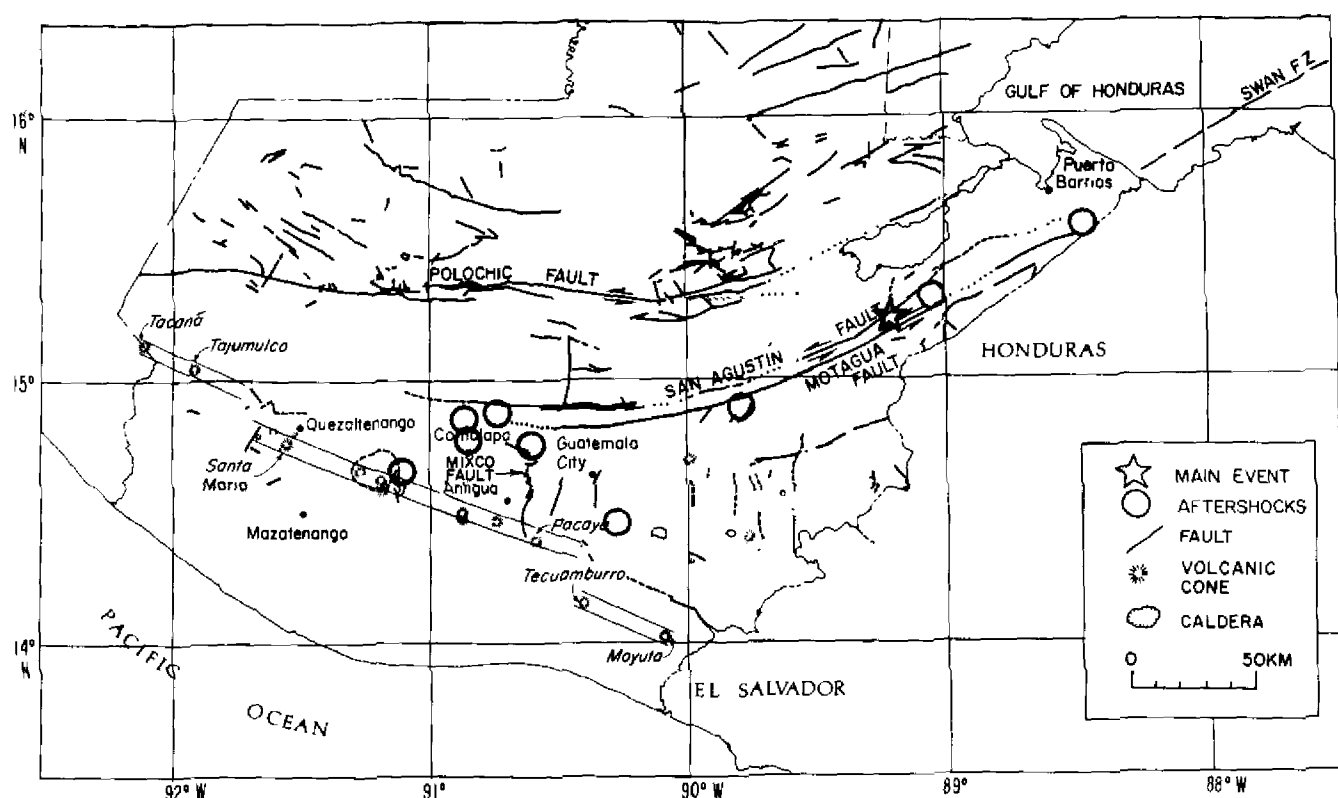 16°
N
GULF OF HONDURAS
SWAN FZ
Puerto
Barrios
POLOCHIC FAULT
Tacaná
Tajumulco
SAN AGUSTIN FAULT
MOTAGUA
FAULT
HONDURAS
15°
Quezaltenango
Comalapa
Guatemala
City
Santa
Maria
MIXCO
FAULT
Antigua
Mazatenango
Pacaya
Tecuamburro
Moyuta
14°
N
PACIFIC
OCEAN
EL SALVADOR
MAIN EVENT
AFTERSHOCKS
FAULT
VOLCANIC
CONE
CALDERA
0 50KM
92° W
91°
90° W
89°
88° W